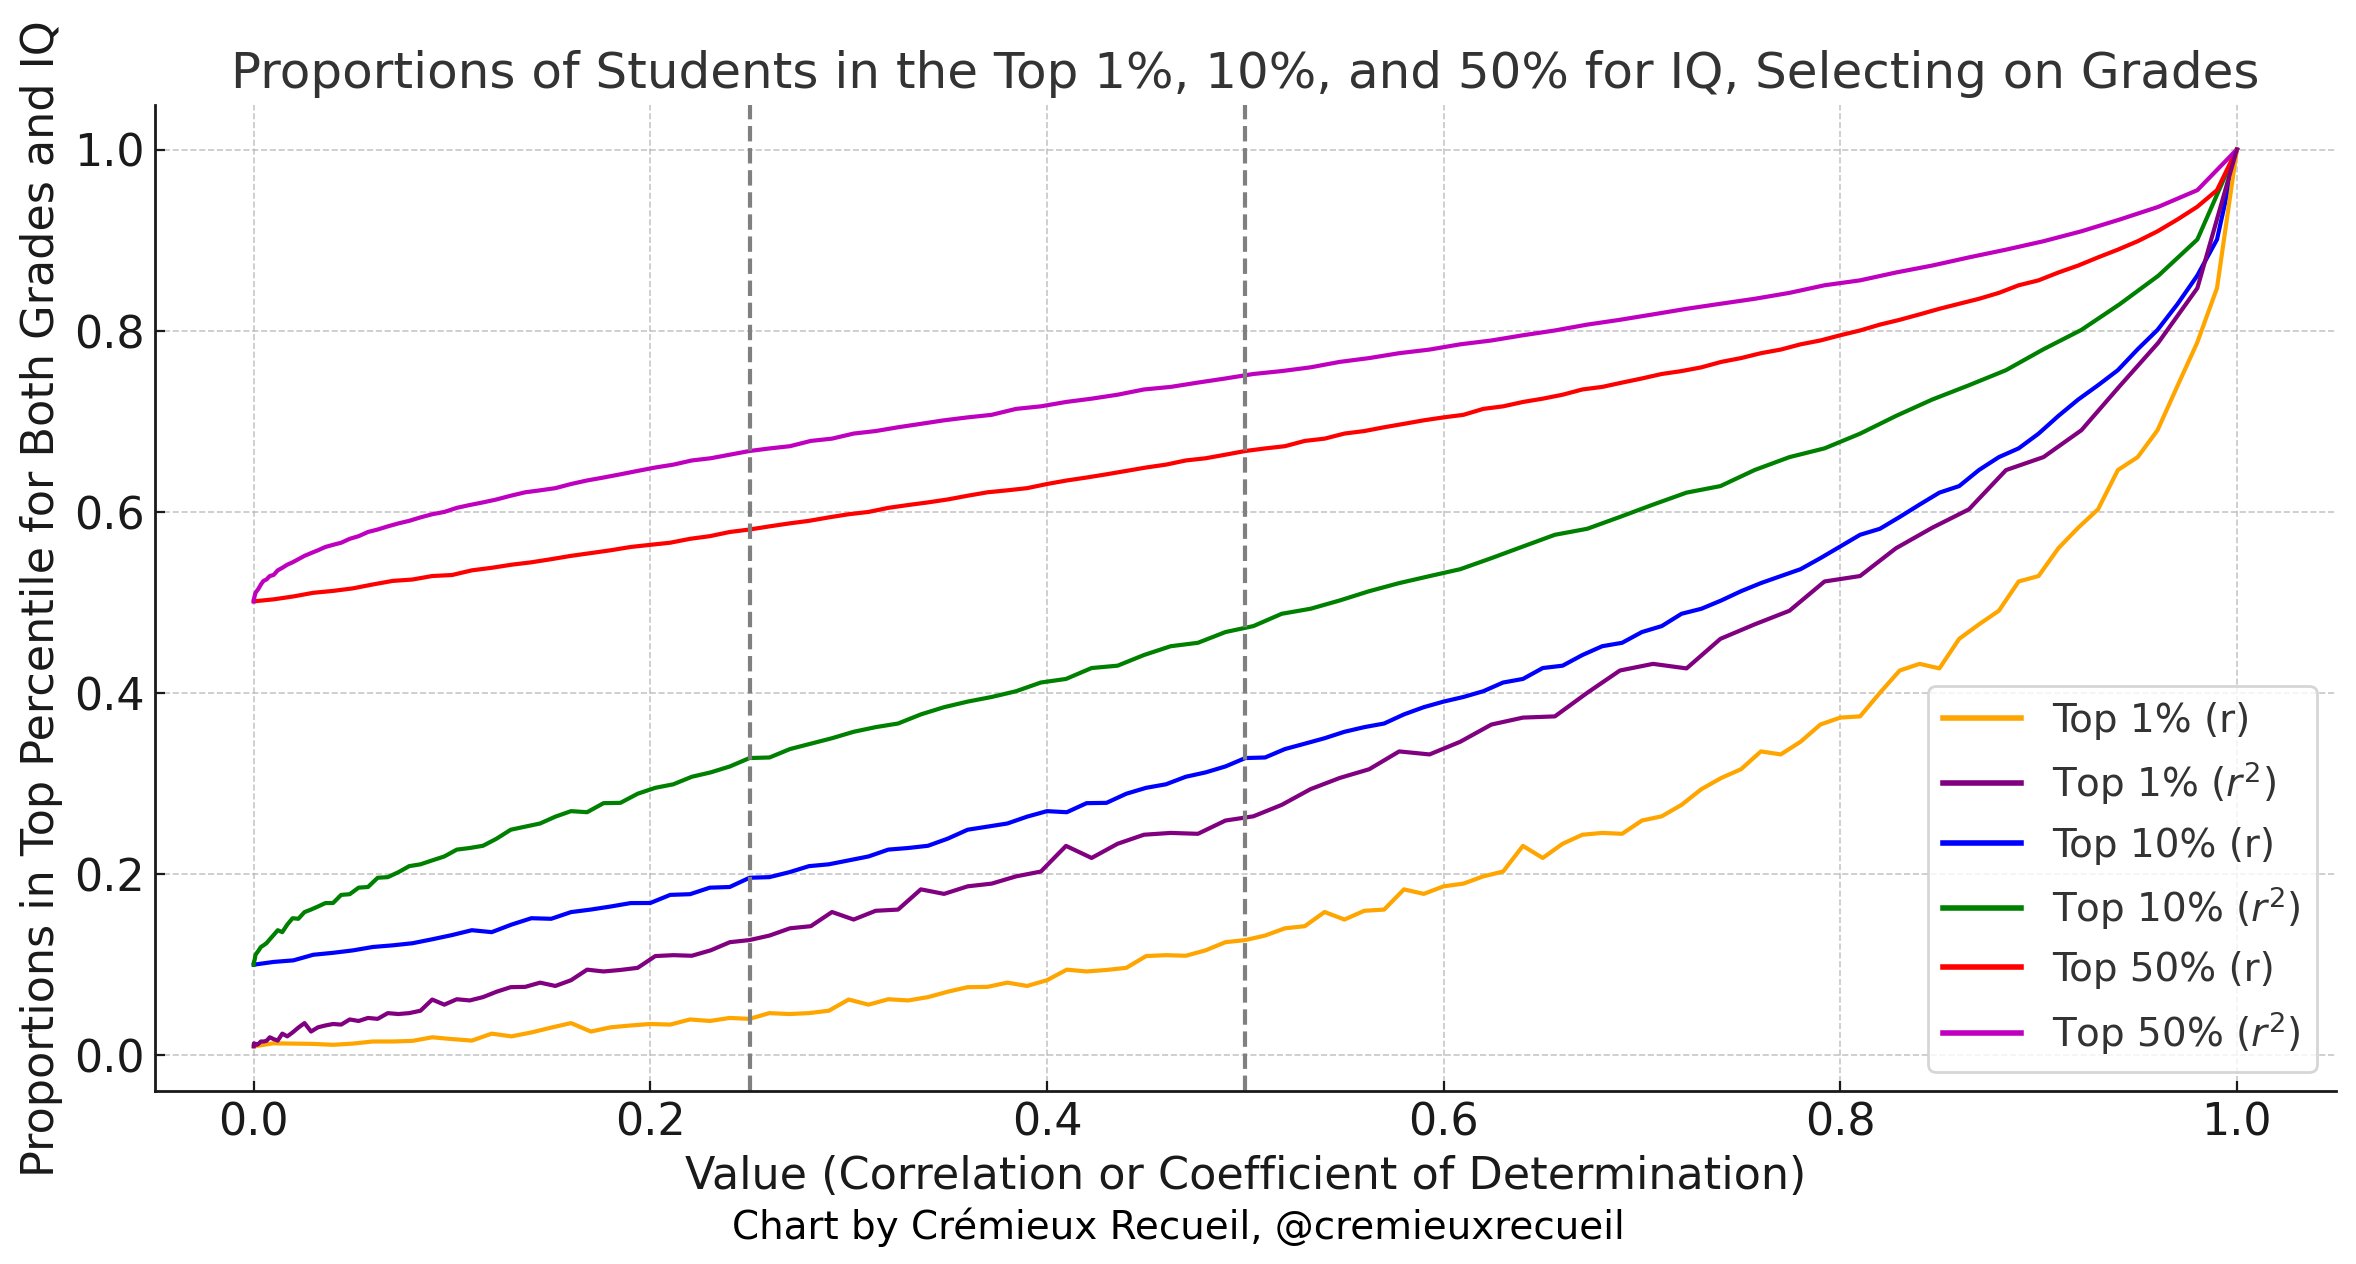 Proportions of Students in the Top 1%, 10%, and 50% for IQ, Selecting on Grades
Proportions in Top Percentile for Both Grades and IQ
1.0
0.8
0.6
0.4
0.2
0.0
Top 1% (r)
Top 1% (r²)
Top 10% (r)
Top 10% (r²)
Top 50% (r)
Top 50% (r²)
0.0 0.2 0.4 0.6 0.8 1.0
Value (Correlation or Coefficient of Determination)
Chart by Crémieux Recueil, @cremieuxrecueil